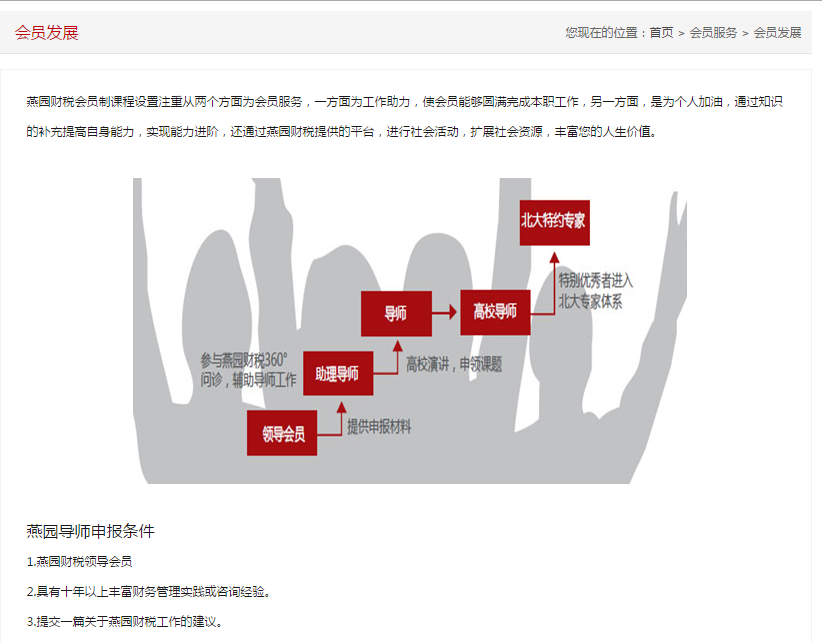 会员发展
您现在的位置：首页 > 会员服务 > 会员发展
燕园财税会员制课程设置注重从两个方面为会员服务，一方面为工作助力，使会员能够圆满完成本职工作，另一方面，是为个人加油，通过知识
的补充提高自身能力，实现能力进阶，还通过燕园财税提供的平台，进行社会活动，扩展社会资源，丰富您的人生价值。
北大特约专家
特别优秀者进入
北大专家体系
导师
高校导师
参与燕园财税360°
问诊，辅助导师工作
助理导师
高校演讲，申领课题
领导会员
提供申报材料
燕园导师申报条件
1.燕园财税领导会员
2.具有十年以上丰富财务管理实践或咨询经验。
3.提交一篇关于燕园财税工作的建议。